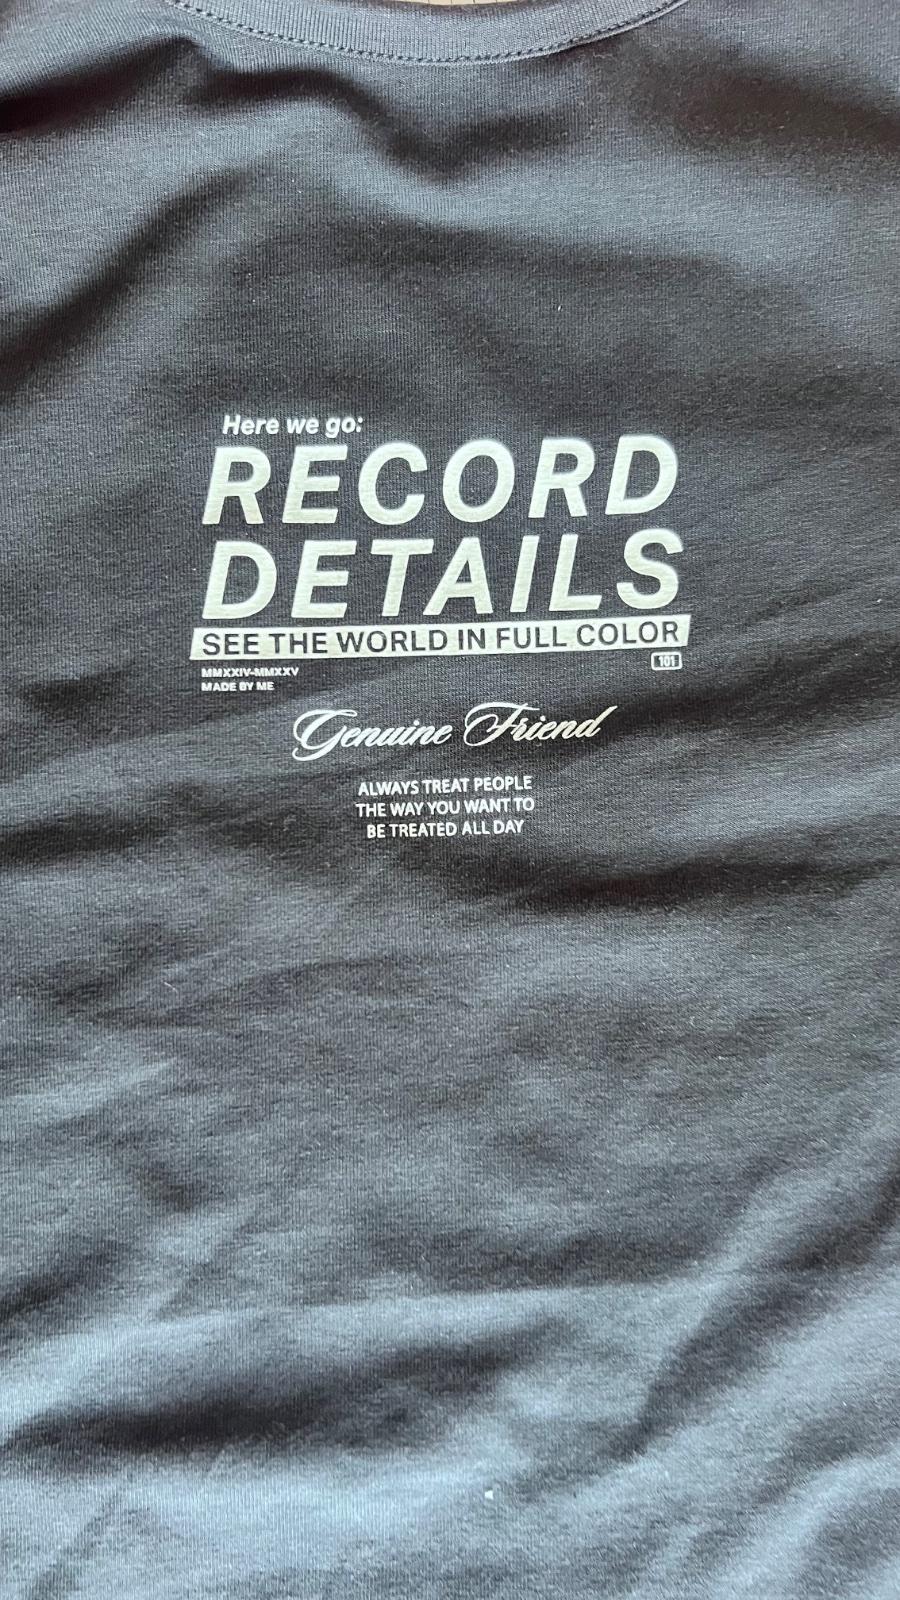 Here we go:
RECORD
DETAILS
SEE THE WORLD IN FULL COLOR
101
MMXXIV-MMXXV
MADE BY ME
Genuine Friend
ALWAYS TREAT PEOPLE
THE WAY YOU WANT TO
BE TREATED ALL DAY